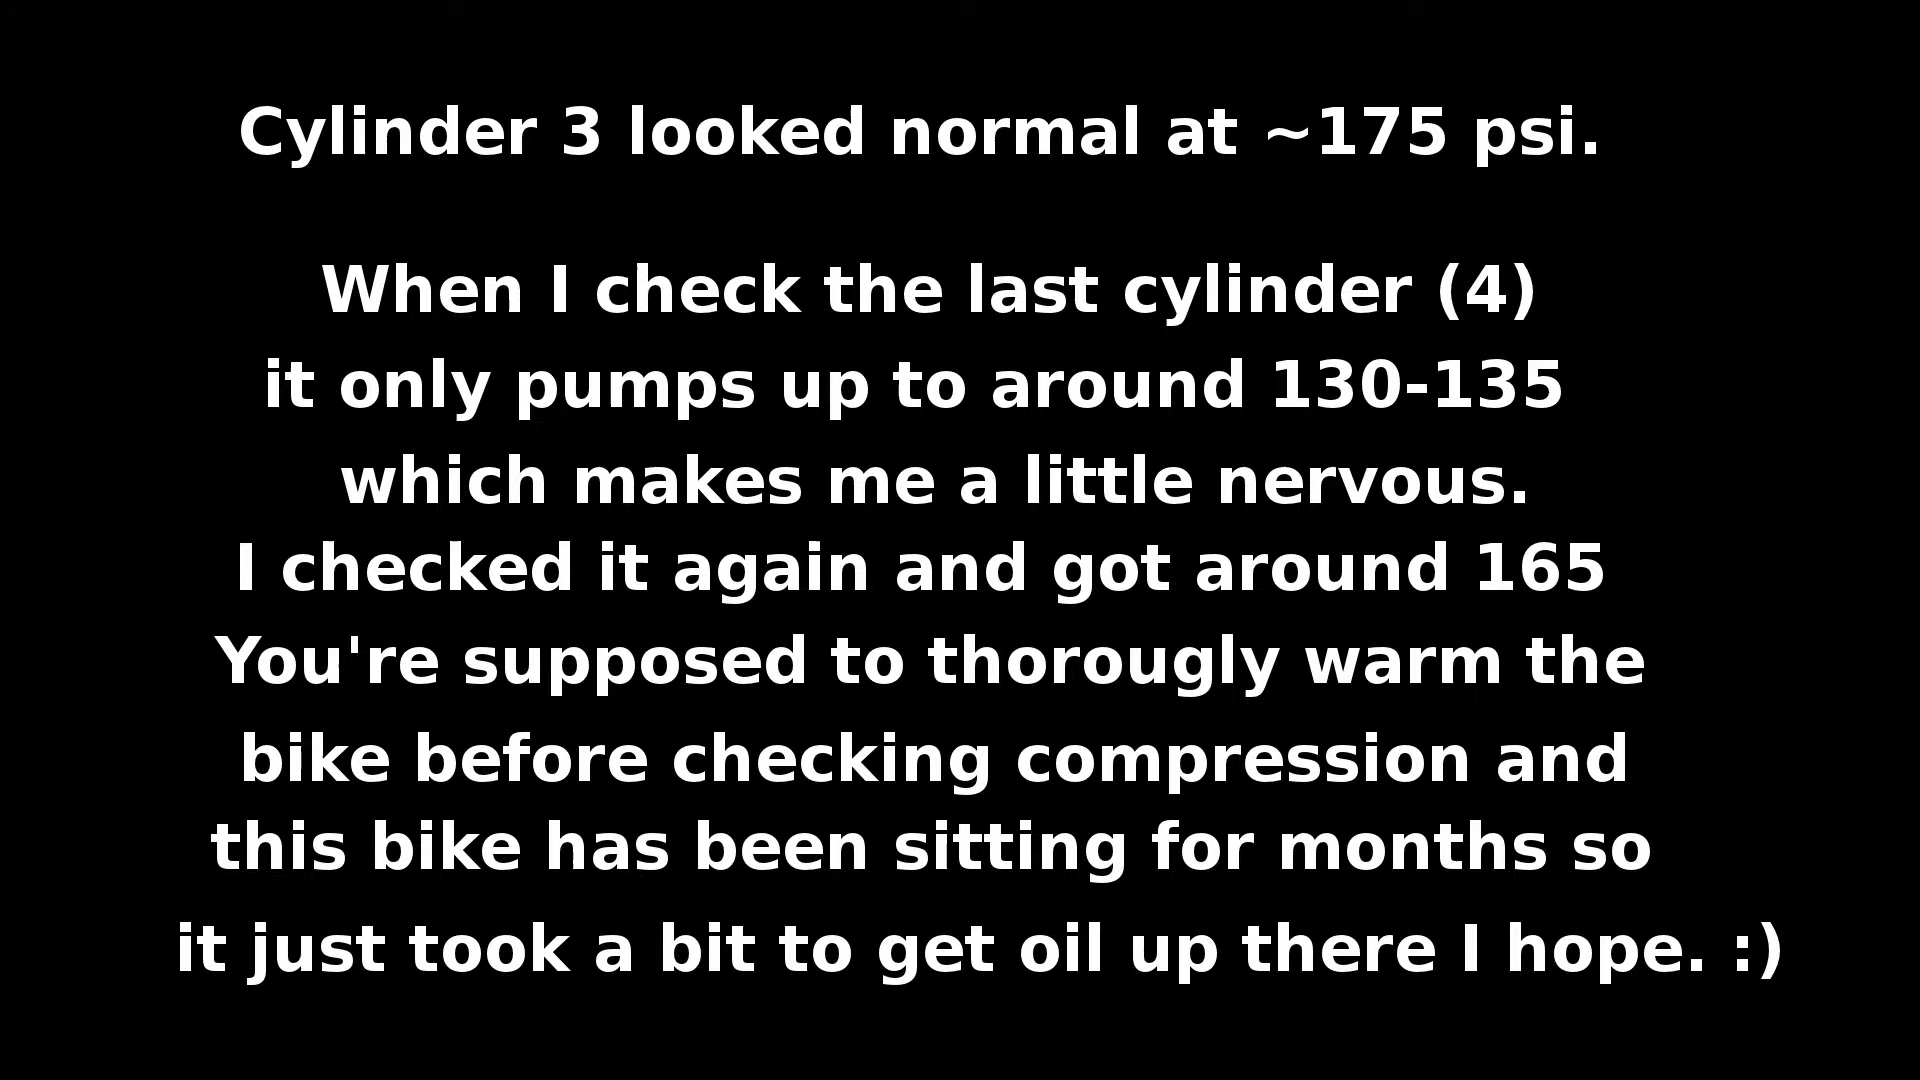 Cylinder 3 looked normal at ~175 psi.
When I check the last cylinder (4)
it only pumps up to around 130-135
which makes me a little nervous.
I checked it again and got around 165
You're supposed to thorougly warm the
bike before checking compression and
this bike has been sitting for months so
it just took a bit to get oil up there I hope. :)